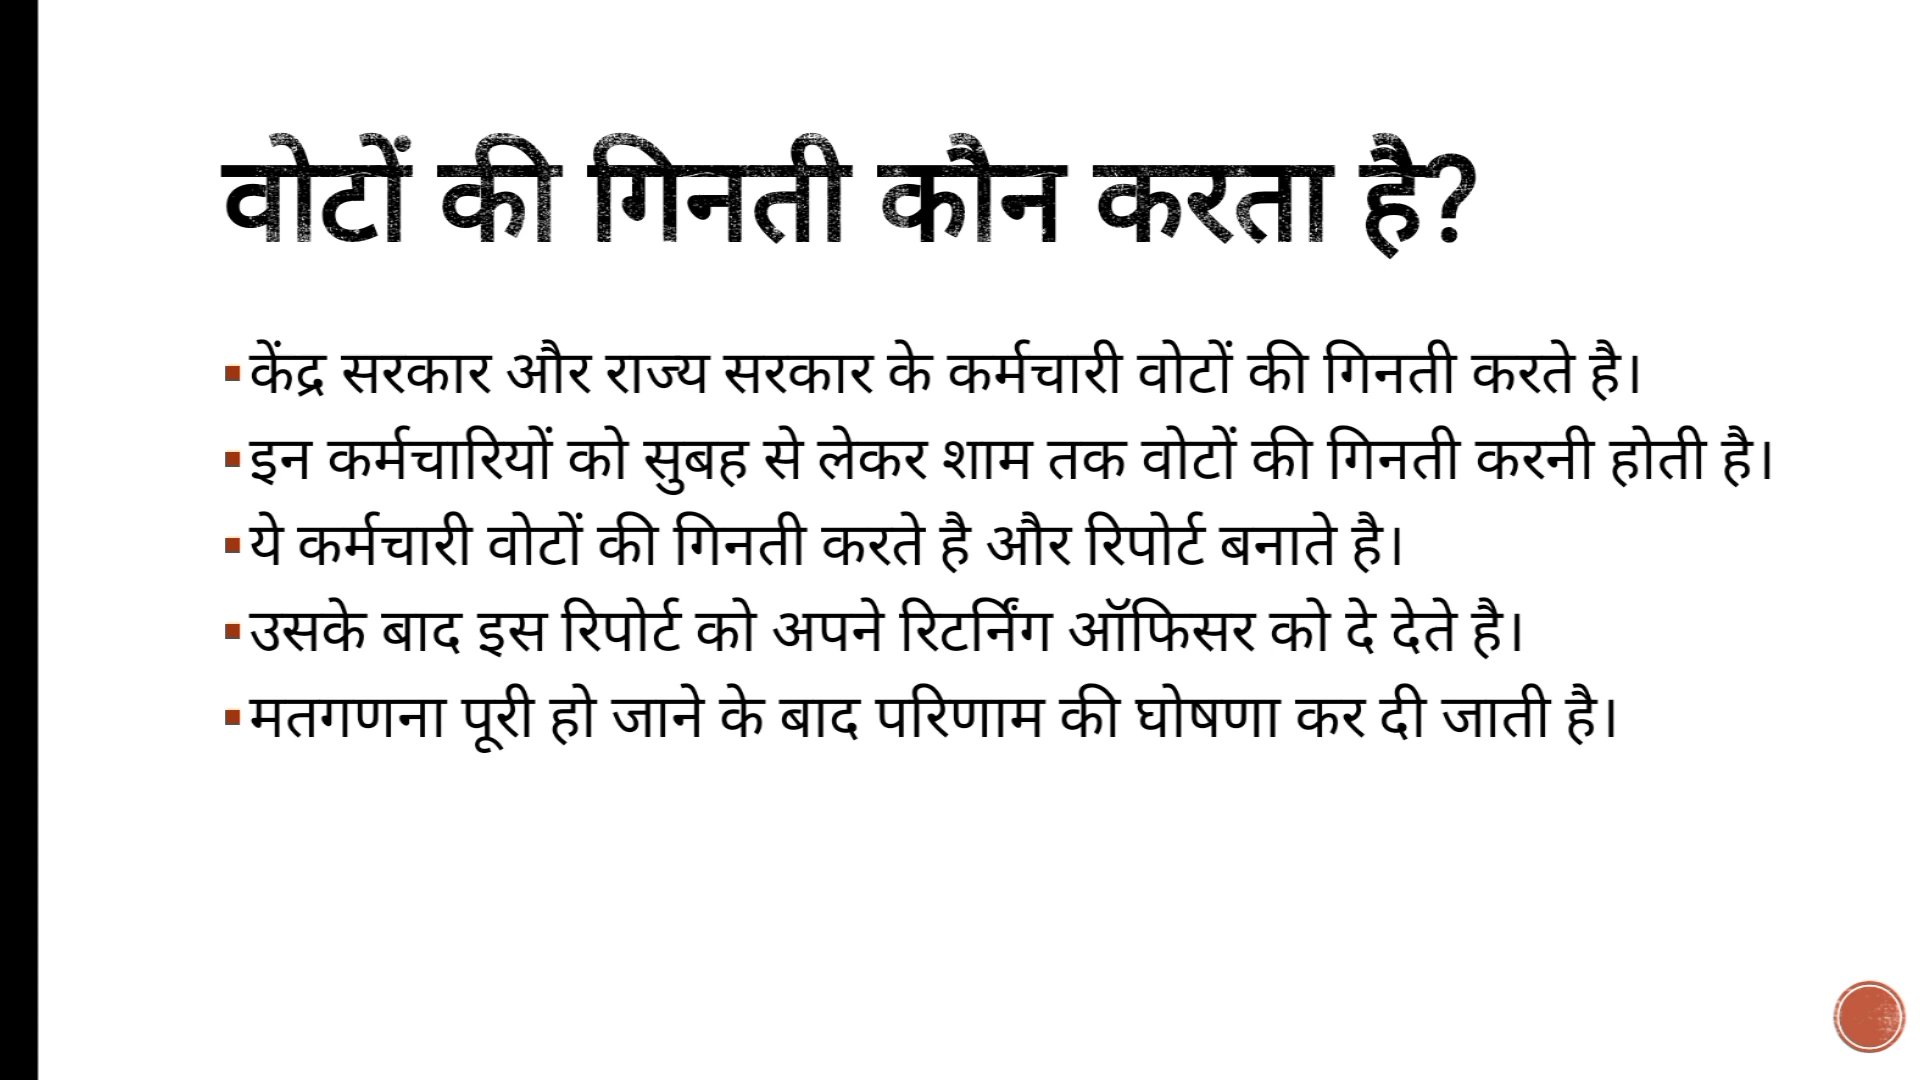 वोटों की गिनती कौन करता है?
▪केंद्र सरकार और राज्य सरकार के कर्मचारी वोटों की गिनती करते है।
▪इन कर्मचारियों को सुबह से लेकर शाम तक वोटों की गिनती करनी होती है।
▪ये कर्मचारी वोटों की गिनती करते है और रिपोर्ट बनाते है।
▪उसके बाद इस रिपोर्ट को अपने रिटर्निंग ऑफिसर को दे देते है।
▪मतगणना पूरी हो जाने के बाद परिणाम की घोषणा कर दी जाती है।